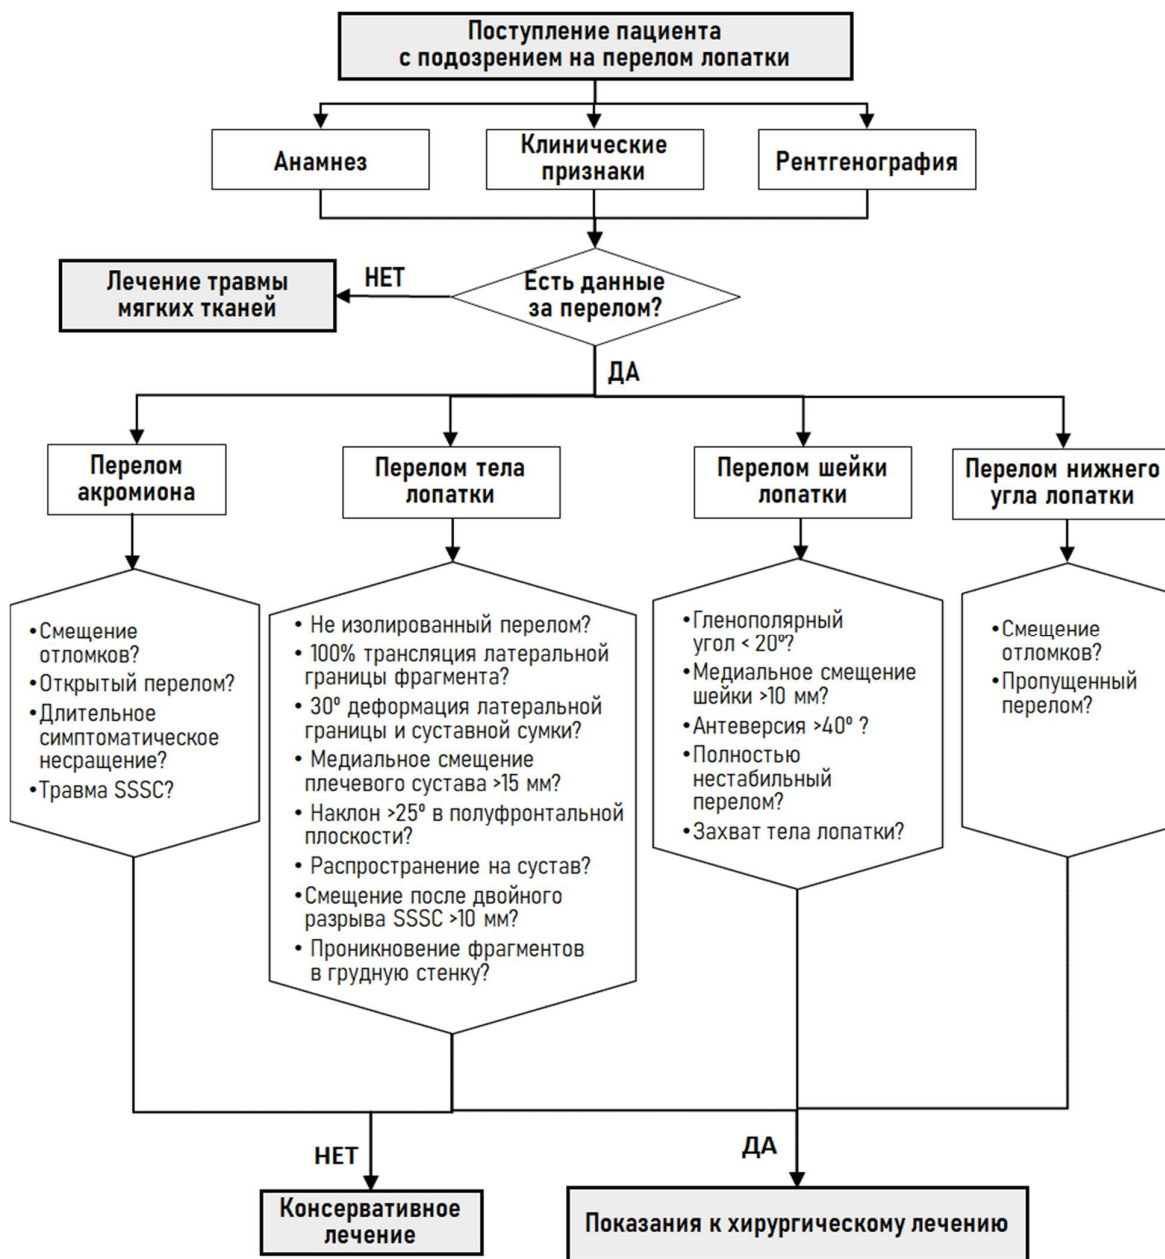 Поступление пациента
с подозрением на перелом лопатки
Анамнез
Клинические
признаки
Рентгенография
Есть данные
за перелом?
НЕТ
Лечение травмы
мягких тканей
ДА
Перелом
акромиона
Перелом тела
лопатки
Перелом шейки
лопатки
Перелом нижнего
угла лопатки
•Смещение
отломков?
•Открытый перелом?
•Длительное
симптоматическое
несращение?
•Травма SSSC?
• Не изолированный перелом?
• 100% трансляция латеральной
границы фрагмента?
• 30º деформация латеральной
границы и суставной сумки?
• Медиальное смещение
плечевого сустава >15 мм?
• Наклон >25º в полуфронтальной
плоскости?
• Распространение на сустав?
•Смещение после двойного
разрыва SSSC >10 мм?
• Проникновение фрагментов
в грудную стенку?
•Гленополярный
угол < 20º?
•Медиальное смещение
шейки >10 мм?
•Антеверсия >40º ?
•Полностью
нестабильный
перелом?
•Захват тела лопатки?
•Смещение
отломков?
•Пропущенный
перелом?
НЕТ
ДА
Консервативное
лечение
Показания к хирургическому лечению